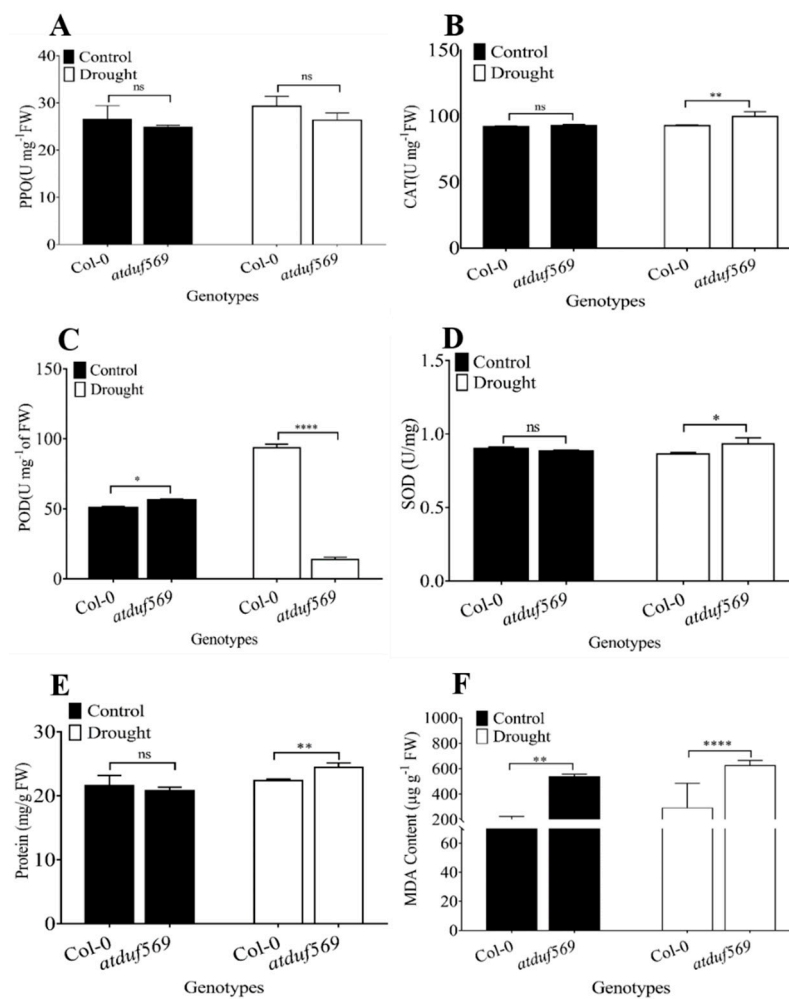 A
Control
Drought
PPO(U mg-1FW)
40
30
20
10
0
ns
ns
Col-0
atduf569
Col-0
atduf569
Genotypes
B
Control
Drought
CAT(U mg-1FW)
150
100
50
0
ns
**
Col-0
atduf569
Col-0
atduf569
Genotypes
C
Control
Drought
POD(U mg-1of FW)
150
100
50
0
*
****
Col-0
atduf569
Col-0
atduf569
Genotypes
D
Control
Drought
SOD (U/mg)
1.5
1.0
0.5
0.0
ns
*
Col-0
atduf569
Col-0
atduf569
Genotypes
E
Control
Drought
Protein (mg/g FW)
30
20
10
0
ns
**
Col-0
atduf569
Col-0
atduf569
Genotypes
F
Control
Drought
MDA Content (µg g-1 FW)
1000
800
600
400
200
60
40
20
0
**
****
Col-0
atduf569
Col-0
atduf569
Genotypes